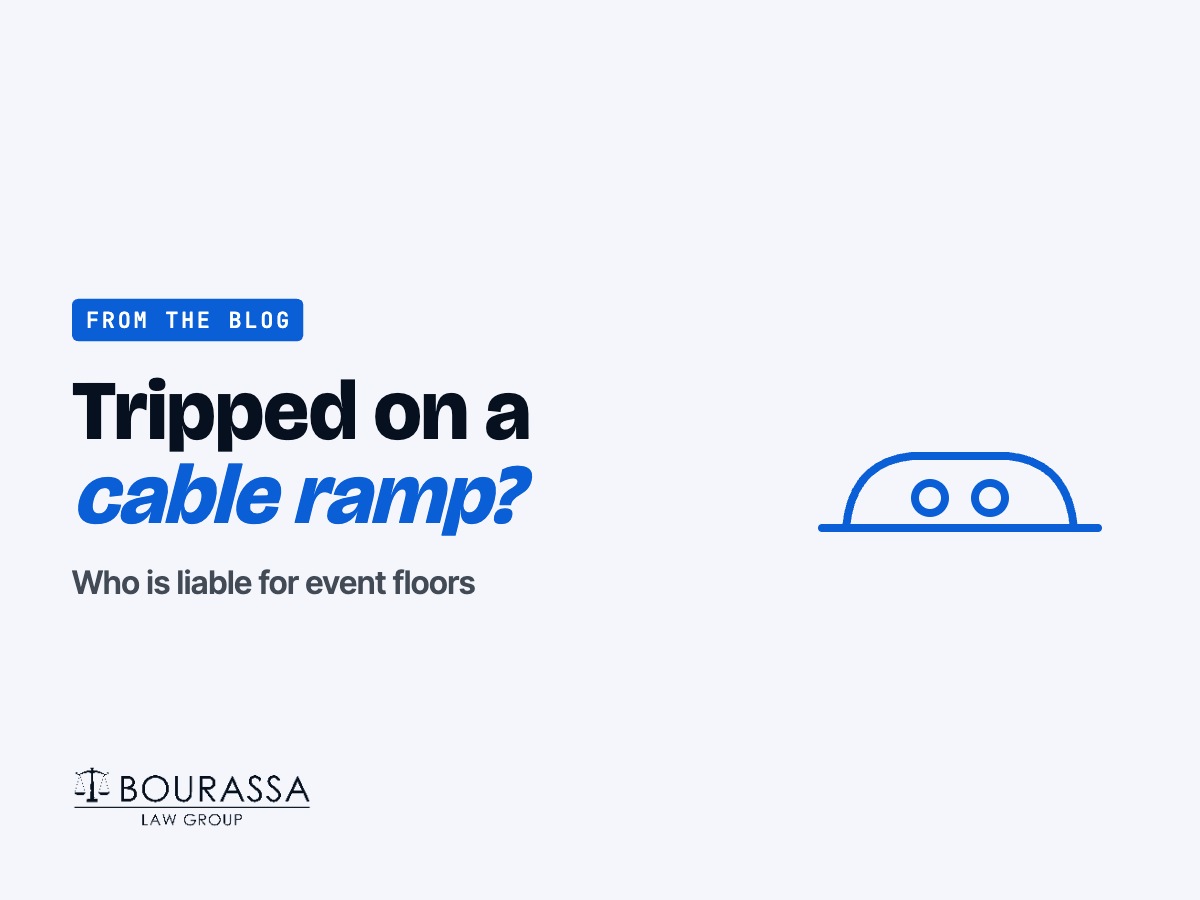 FROM THE BLOG
Tripped on a
cable ramp?
Who is liable for event floors
BOURASSA
LAW GROUP